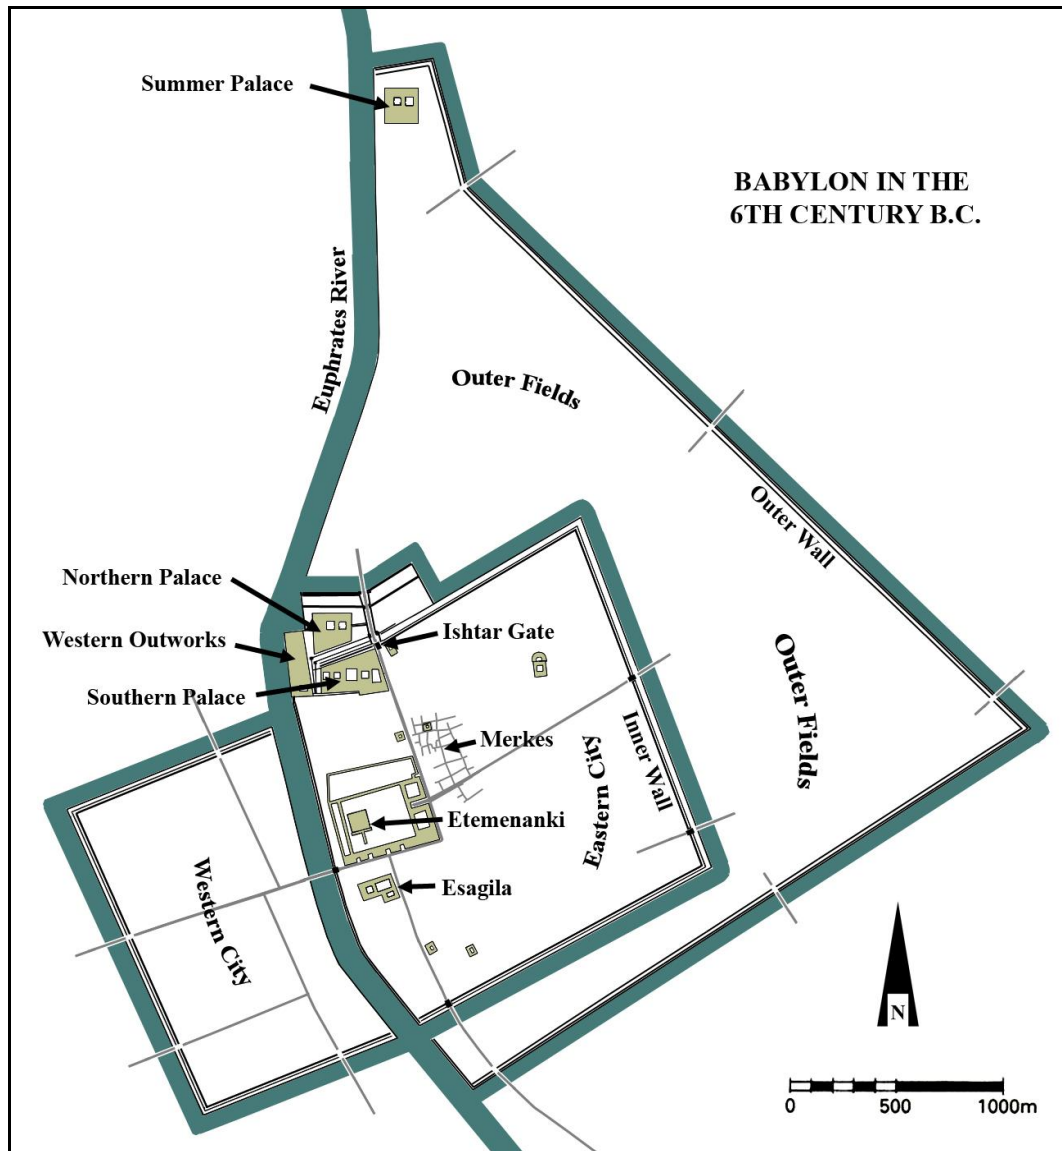 Summer Palace
BABYLON IN THE
6TH CENTURY B.C.
Euphrates River
Outer Fields
Outer Wall
Northern Palace
Western Outworks
Ishtar Gate
Southern Palace
Outer Fields
Merkes
Inner Wall
Eastern City
Etemenanki
Esagila
Western City
N
0 500 1000m